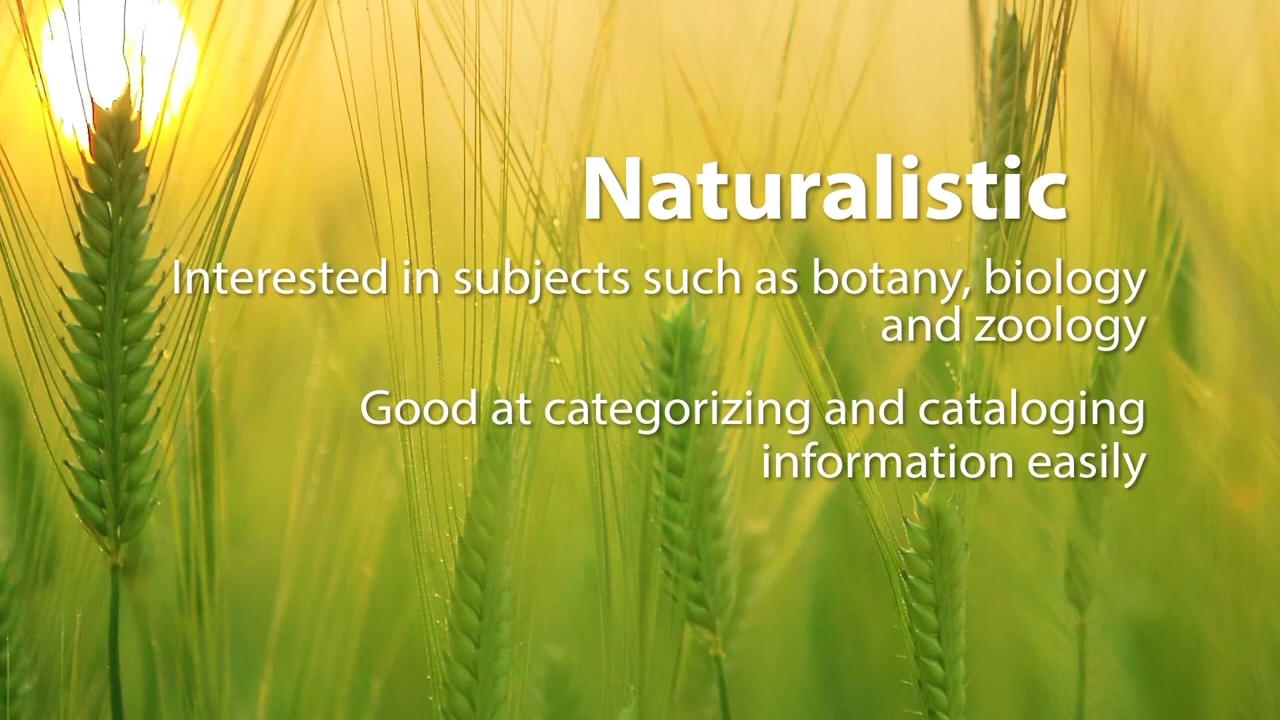 Naturalistic
Interested in subjects such as botany, biology
and zoology
Good at categorizing and cataloging
information easily